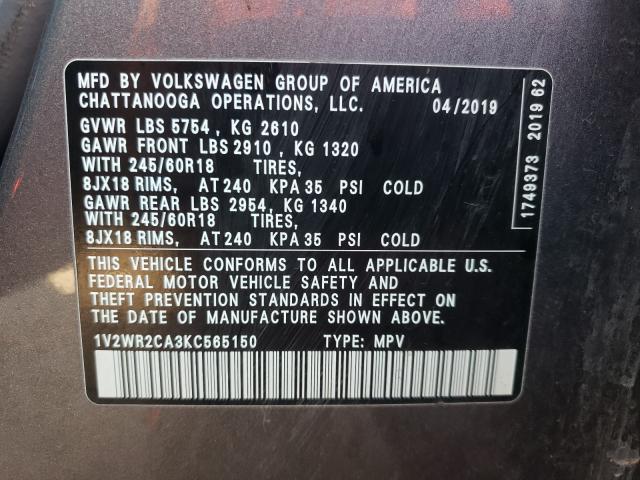 MFD BY VOLKSWAGEN GROUP OF AMERICA
CHATTANOOGA OPERATIONS, LLC. 04/2019
GVWR LBS 5754 , KG 2610
GAWR FRONT LBS 2910 , KG 1320
WITH 245/60R18 TIRES,
8JX18 RIMS, AT 240 KPA 35 PSI COLD
GAWR REAR LBS 2954, KG 1340
WITH 245/60R18 TIRES,
8JX18 RIMS, AT 240 KPA 35 PSI COLD
THIS VEHICLE CONFORMS TO ALL APPLICABLE U.S.
FEDERAL MOTOR VEHICLE SAFETY AND
THEFT PREVENTION STANDARDS IN EFFECT ON
THE DATE OF MANUFACTURE SHOWN ABOVE.
1V2WR2CA3KC565150 TYPE: MPV
1749373 2019 62